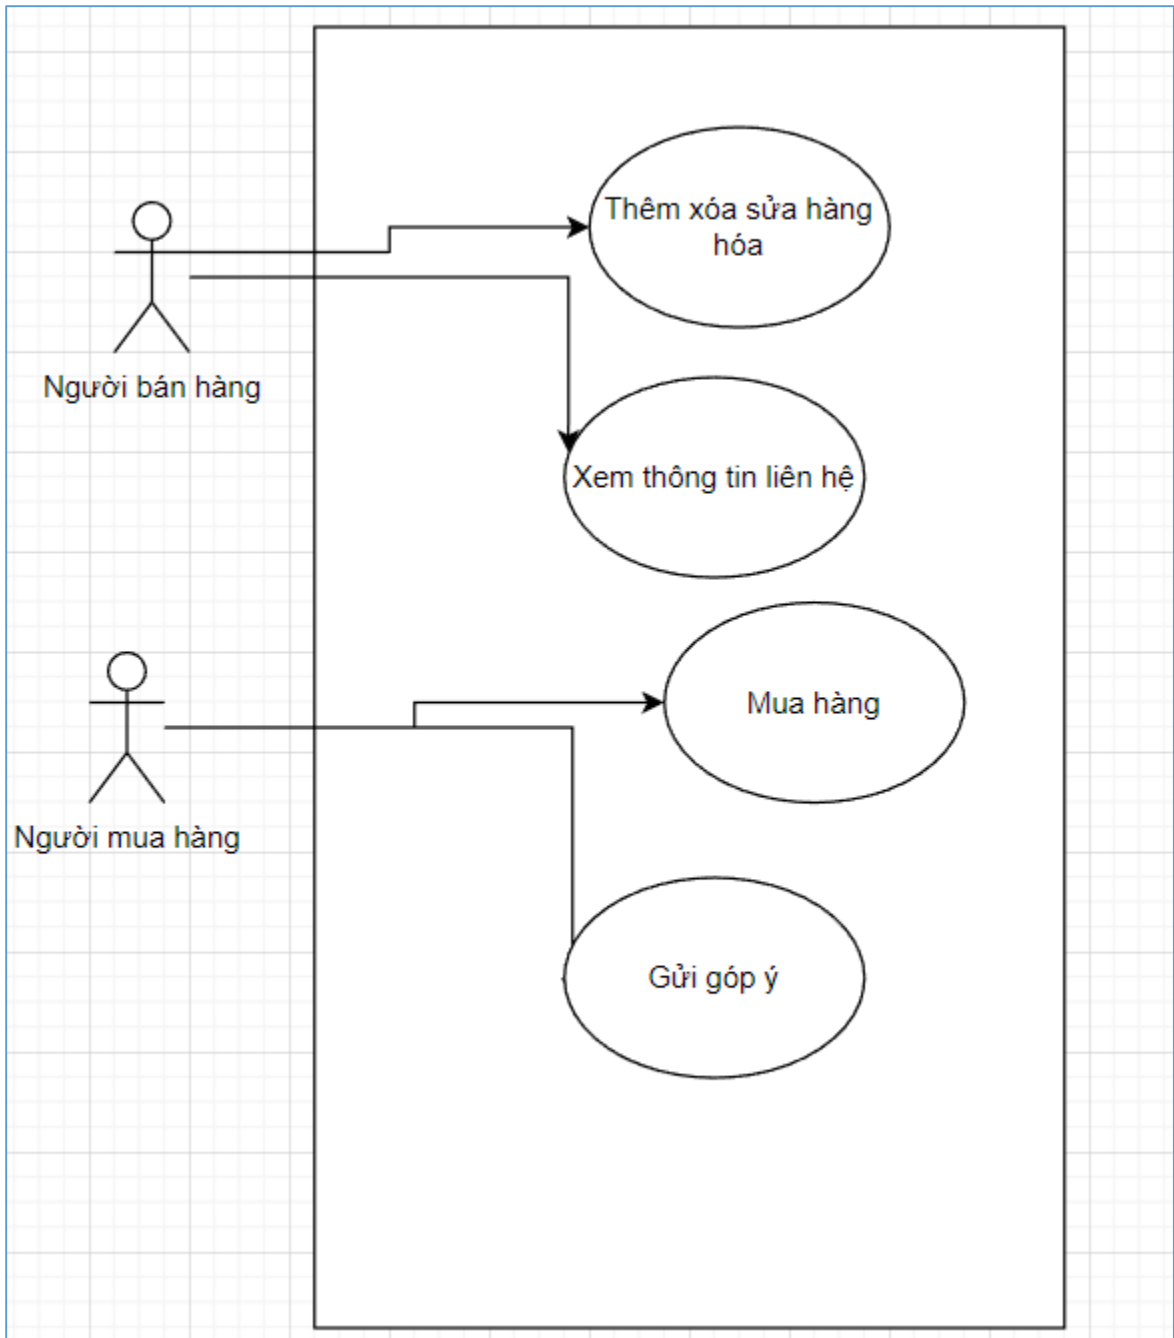 Thêm xóa sửa hàng
hóa
Người bán hàng
Xem thông tin liên hệ
Mua hàng
Người mua hàng
Gửi góp ý